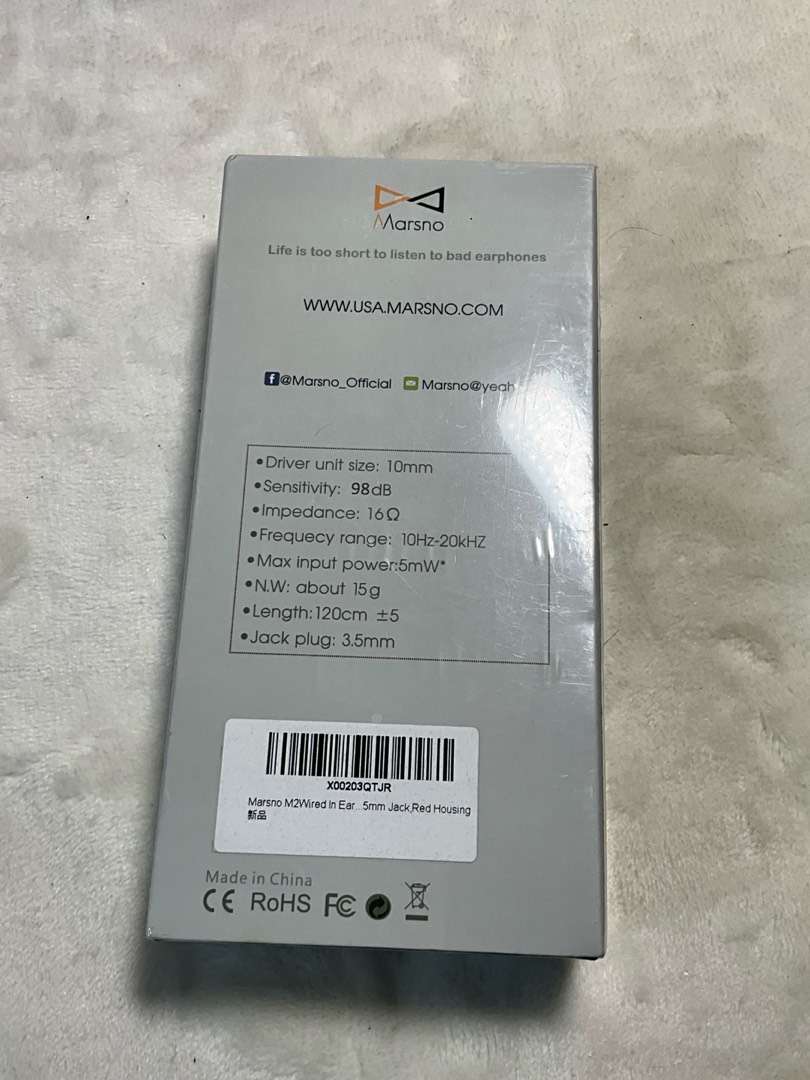 Marsno
Life is too short to listen to bad earphones
WWW.USA.MARSNO.COM
@Marsno_Official Marsno@yeah
•Driver unit size: 10mm
•Sensitivity: 98dB
•Impedance: 16Ω
•Frequecy range: 10Hz-20kHZ
•Max input power:5mW*
•N.W: about 15g
•Length:120cm ±5
•Jack plug: 3.5mm
X00203QTJR
Marsno M2Wired In Ear...5mm Jack,Red Housing
新品
Made in China
CE RoHS FC